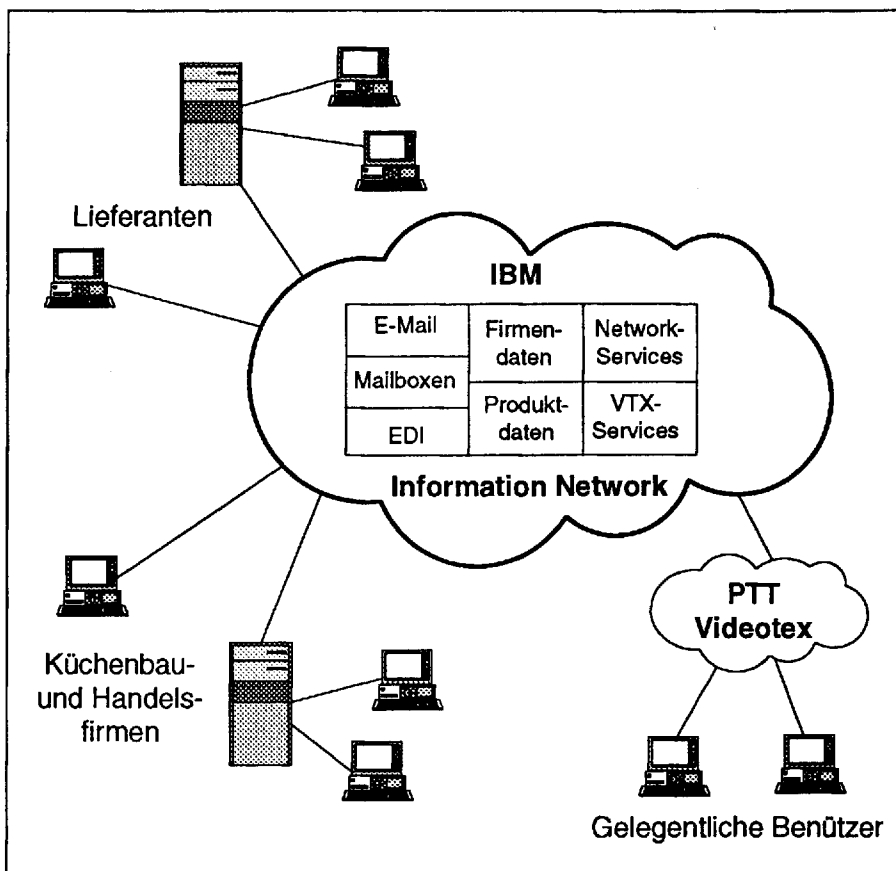 Lieferanten
IBM
E-Mail
Mailboxen
EDI
Firmen-
daten
Produkt-
daten
Network-
Services
VTX-
Services
Information Network
PTT
Videotex
Küchenbau-
und Handels-
firmen
Gelegentliche Benützer